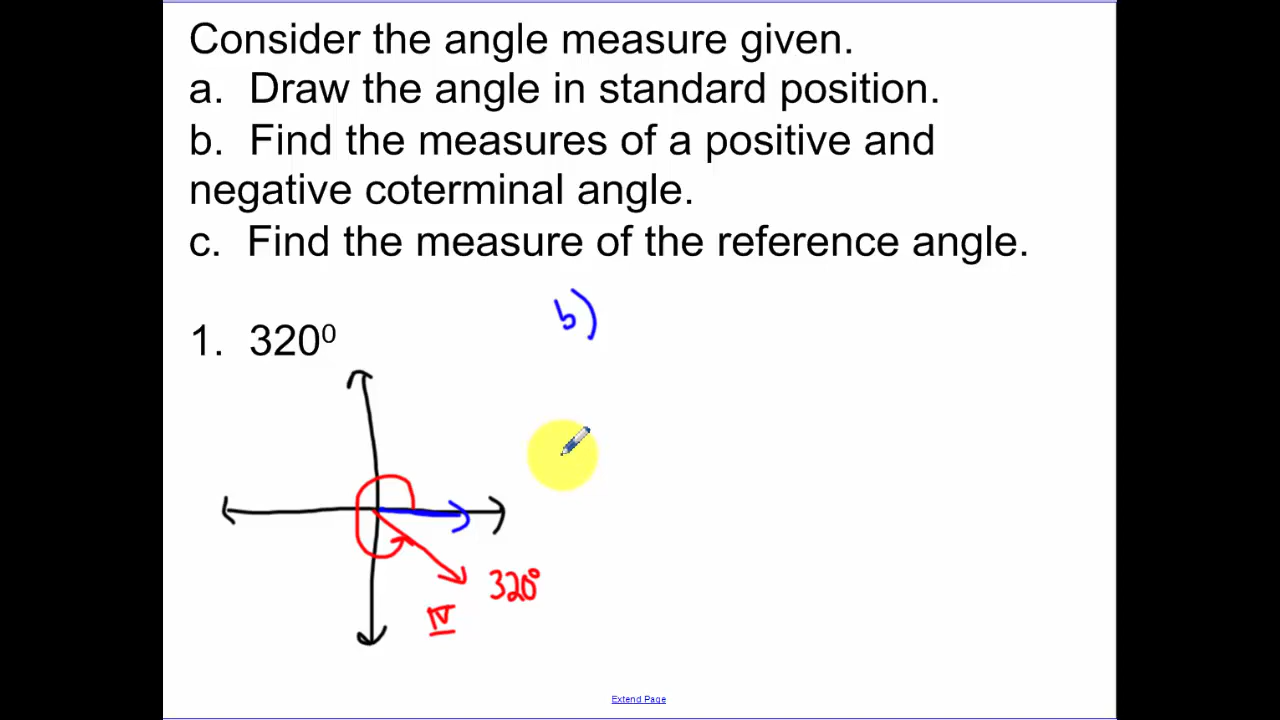 Consider the angle measure given.
a. Draw the angle in standard position.
b. Find the measures of a positive and
negative coterminal angle.
c. Find the measure of the reference angle.
b)
1. 320⁰
320°
IV
Extend Page